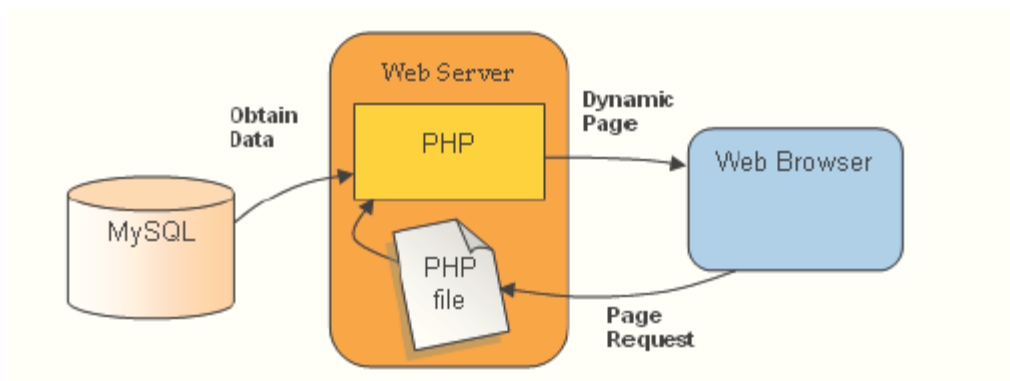 Web Server
Obtain
Data
PHP
Dynamic
Page
Web Browser
MySQL
PHP
file
Page
Request